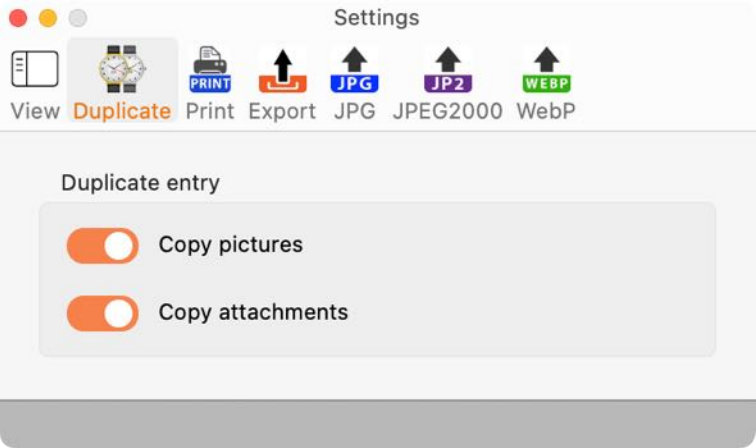 Settings
PRINT JPG JP2 WEBP
View Duplicate Print Export JPG JPEG2000 WebP
Duplicate entry
Copy pictures
Copy attachments